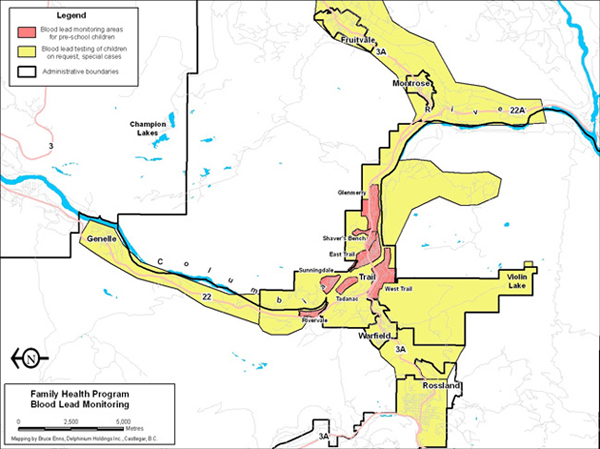 Legend
Blood lead monitoring areas
for pre-school children
Blood lead testing of children
on request, special cases
Administrative boundaries
Fruitvale
3A
Montrose
22A
R i v e
Champion
Lakes
3
Glenmerry
Shaver's Bench
East Trail
Genelle
C o l u m b i
Sunningdale
Trail
Violin
Lake
22
Tadanac
West Trail
Rivervale
Warfield
3A
N
Rossland
Family Health Program
Blood Lead Monitoring
0 2,500 5,000
Metres
3A
Mapping by Bruce Enns, Delphinium Holdings Inc., Castlegar, B.C.